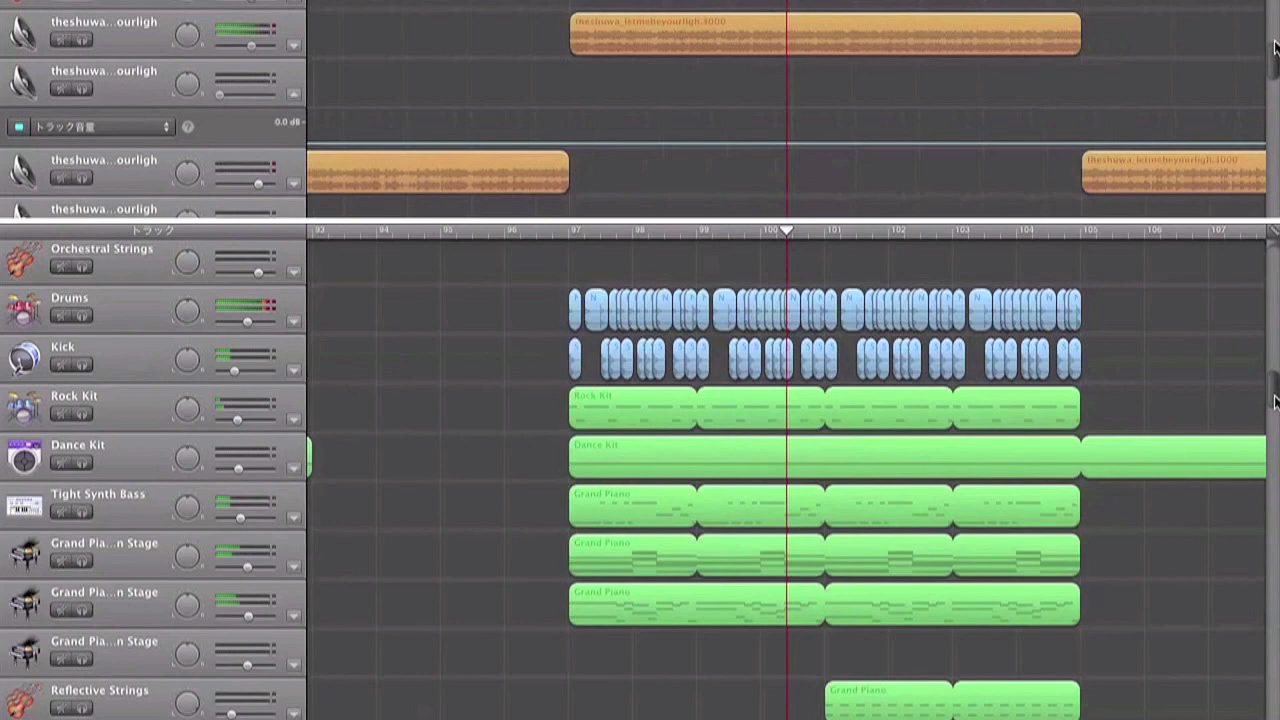 theshuwa...ourligh
theshuwa_letmebeyourligh.3000
theshuwa...ourligh
トラック音量
0.0 dB
theshuwa...ourligh
theshuwa_letmebeyourligh.3000
theshuwa...ourligh
トラック
93 94 95 96 97 98 99 100 101 102 103 104 105 106 107
Orchestral Strings
Drums
N N N N N N N N
Kick
Rock Kit
Rock Kit
Dance Kit
Dance Kit
Tight Synth Bass
Grand Piano
Grand Pia...n Stage
Grand Piano
Grand Pia...n Stage
Grand Piano
Grand Pia...n Stage
Reflective Strings
Grand Piano